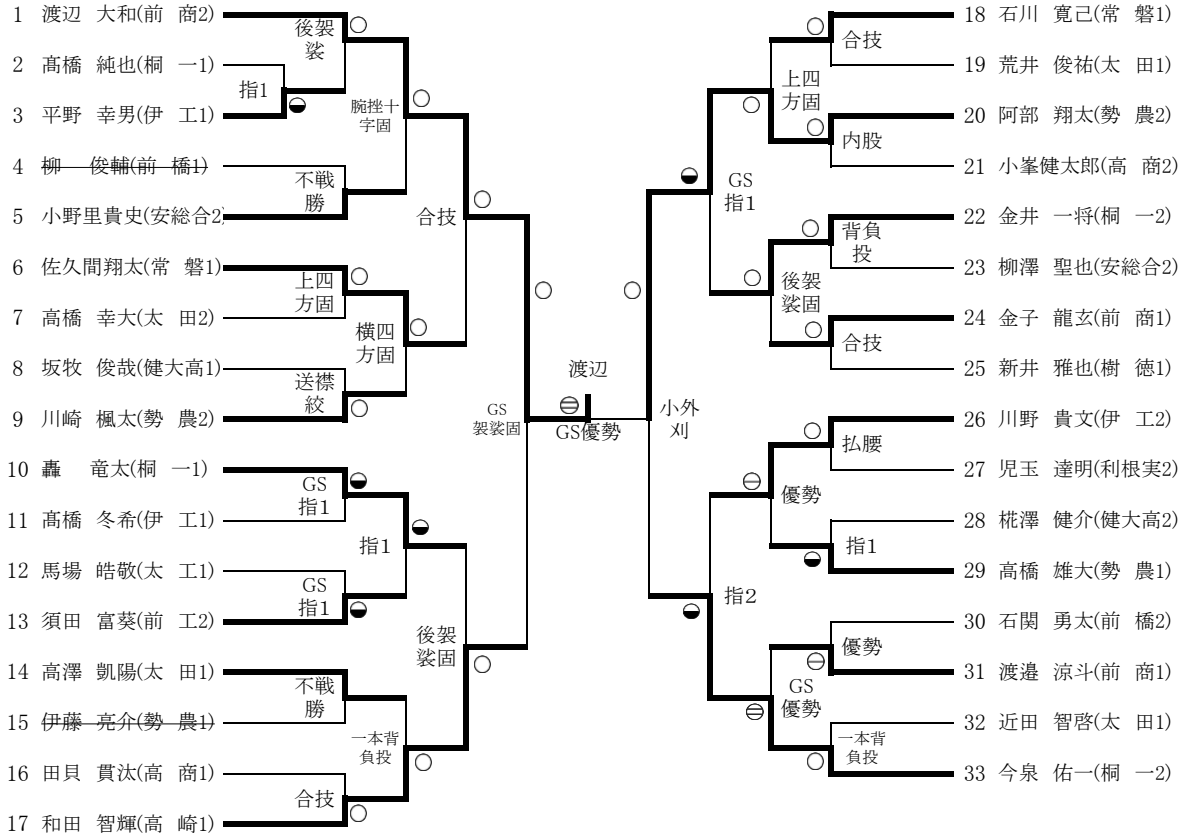 1 渡辺 大和(前 商2)
2 髙橋 純也(桐 一1)
3 平野 幸男(伊 工1)
4 柳 俊輔(前 橋1)
5 小野里貴史(安総合2)
6 佐久間翔太(常 磐1)
7 高橋 幸大(太 田2)
8 坂牧 俊哉(健大高1)
9 川崎 楓太(勢 農2)
10 轟 竜太(桐 一1)
11 髙橋 冬希(伊 工1)
12 馬場 皓敬(太 工1)
13 須田 富葵(前 工2)
14 高澤 凱陽(太 田1)
15 伊藤 亮介(勢 農1)
16 田貝 貫汰(高 商1)
17 和田 智輝(高 崎1)
後袈
裟
指1
不戦
勝
上四
方固
送襟
絞
GS
指1
GS
指1
不戦
勝
合技
腕挫十
字固
横四
方固
指1
一本背
負投
合技
後袈
裟固
GS
袈裟固
渡辺
GS優勢
小外
刈
GS
指1
指2
上四
方固
後袈
裟固
優勢
GS
優勢
合技
内股
背負
投
合技
払腰
指1
優勢
一本背
負投
18 石川 寛己(常 磐1)
19 荒井 俊祐(太 田1)
20 阿部 翔太(勢 農2)
21 小峯健太郎(高 商2)
22 金井 一将(桐 一2)
23 柳澤 聖也(安総合2)
24 金子 龍玄(前 商1)
25 新井 雅也(樹 徳1)
26 川野 貴文(伊 工2)
27 児玉 達明(利根実2)
28 椛澤 健介(健大高2)
29 高橋 雄大(勢 農1)
30 石関 勇太(前 橋2)
31 渡邉 涼斗(前 商1)
32 近田 智啓(太 田1)
33 今泉 佑一(桐 一2)